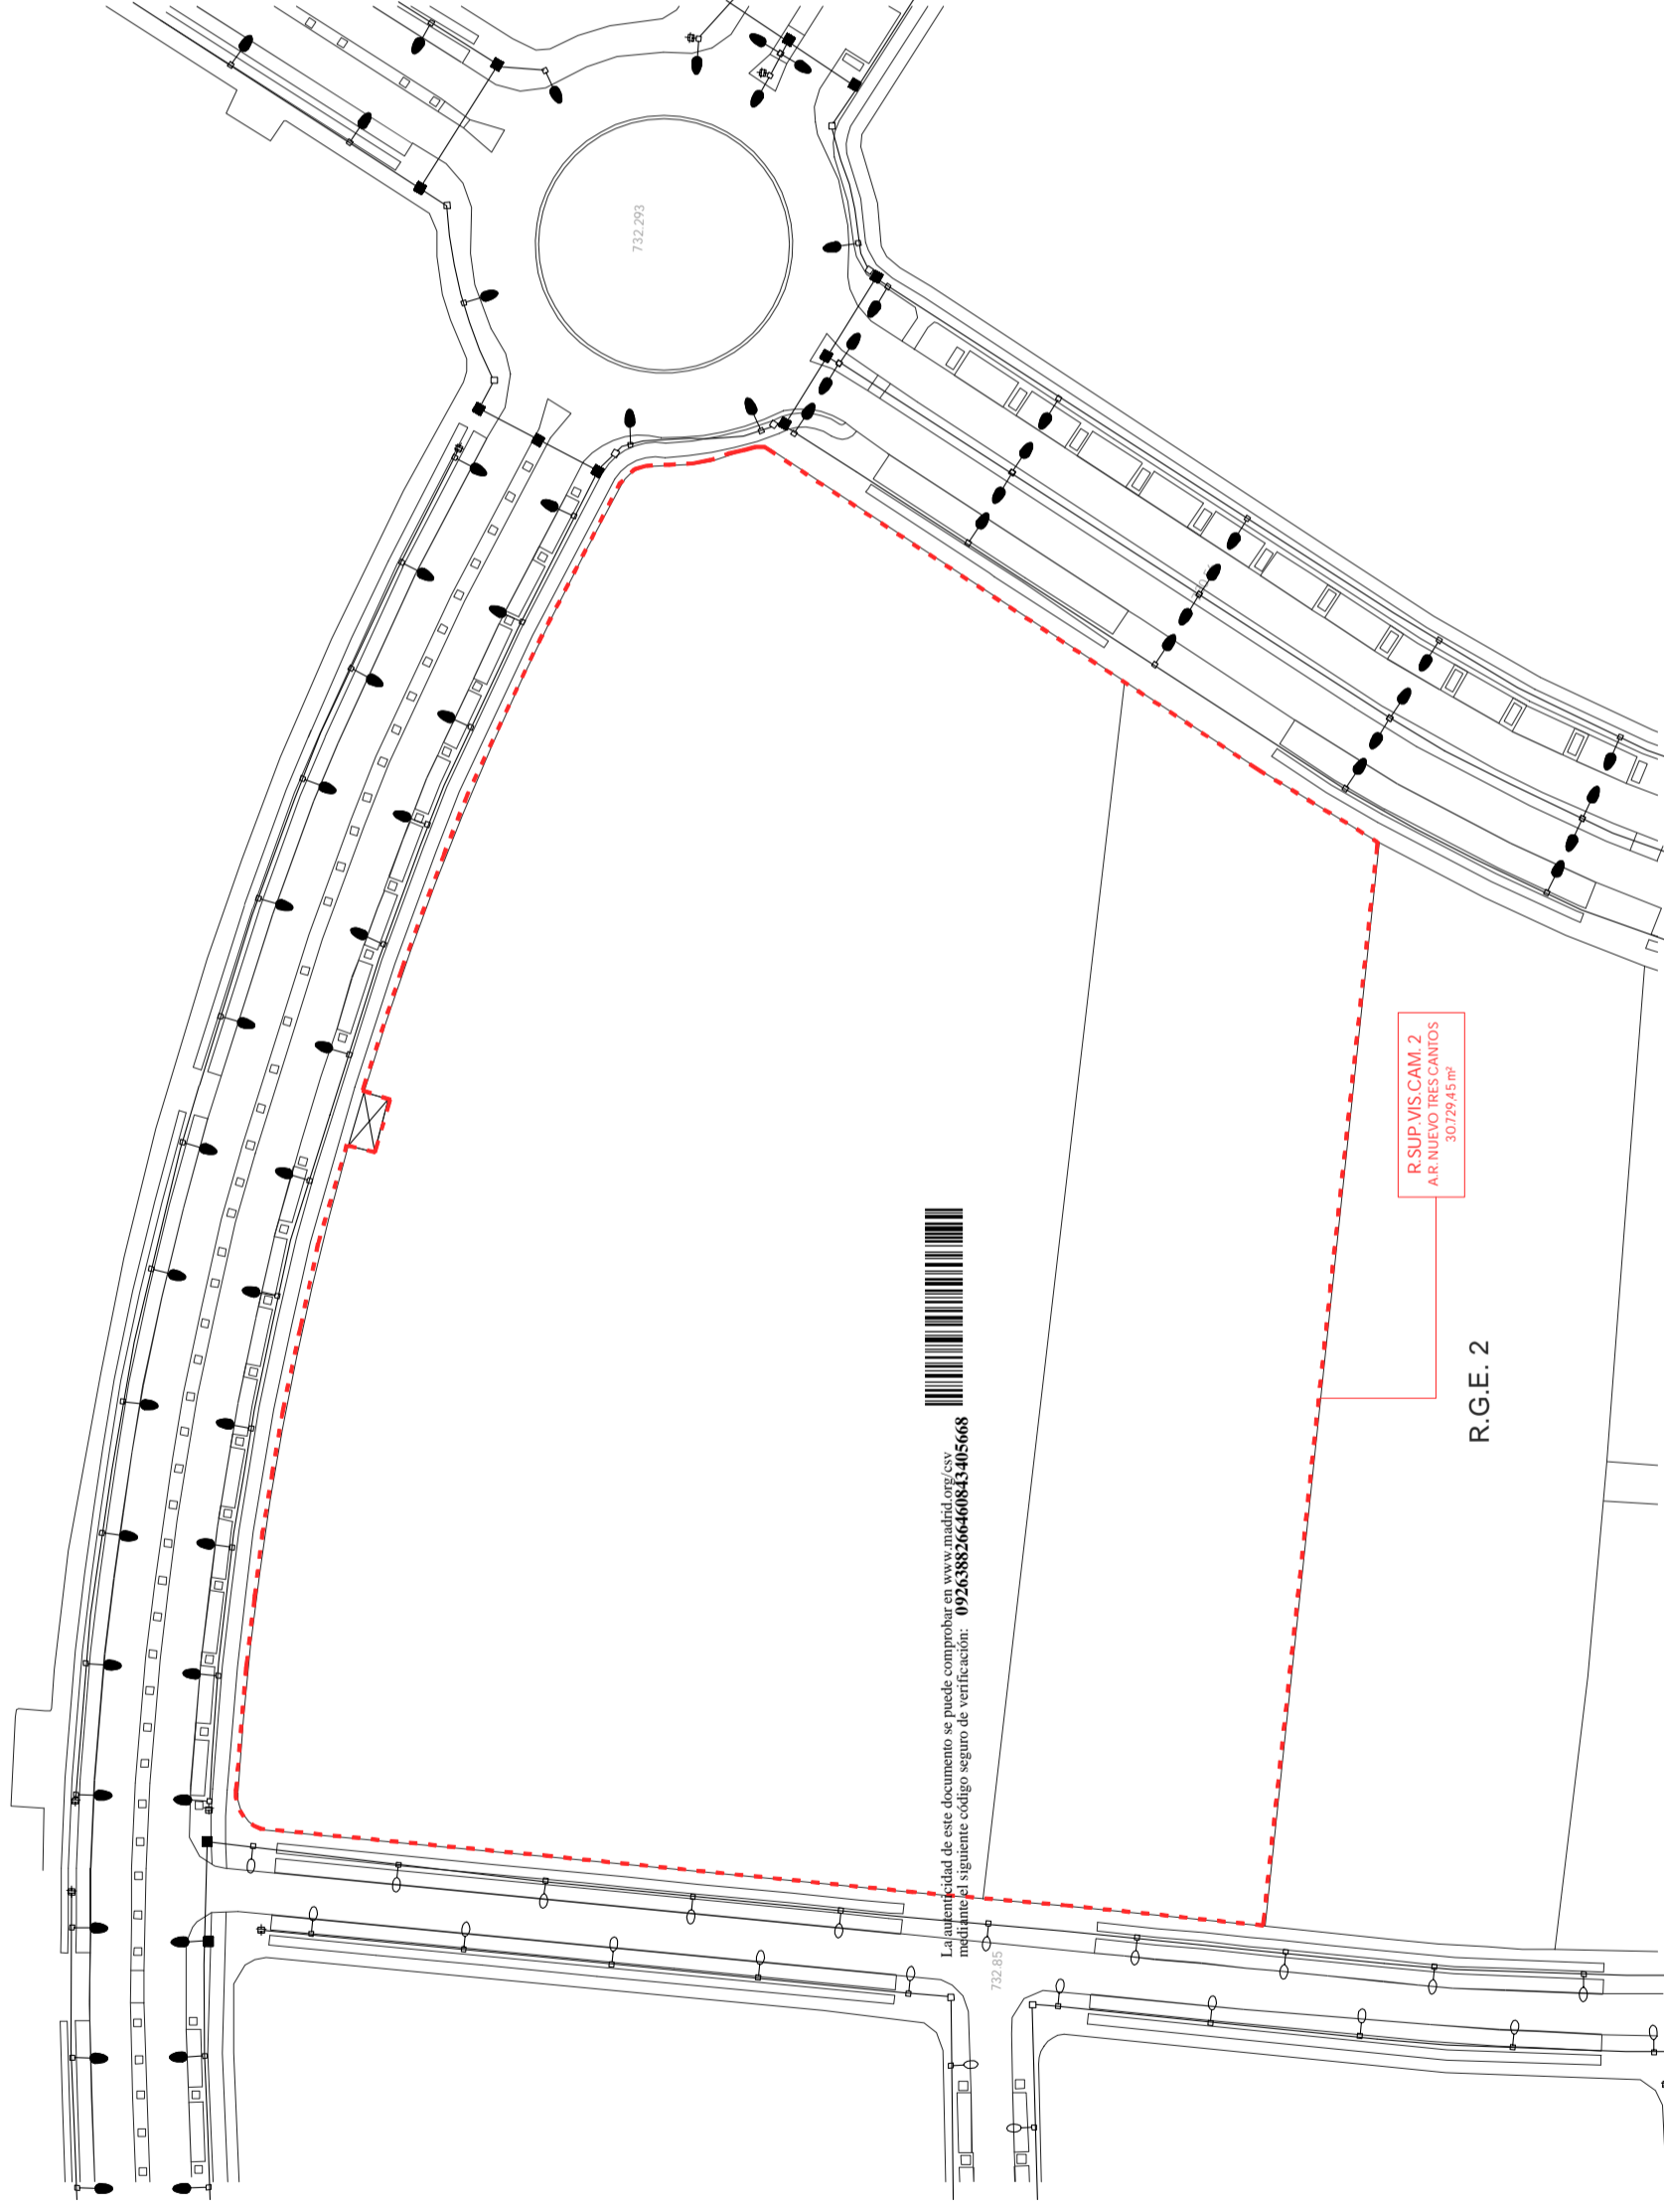 732.293
R.SUP.VIS.CAM. 2
A.R. NUEVO TRES CANTOS
30.729,45 m²
R.G.E. 2
La autenticidad de este documento se puede comprobar en www.madrid.org/csv
mediante el siguiente código seguro de verificación: 0926388266460843405668
732.85